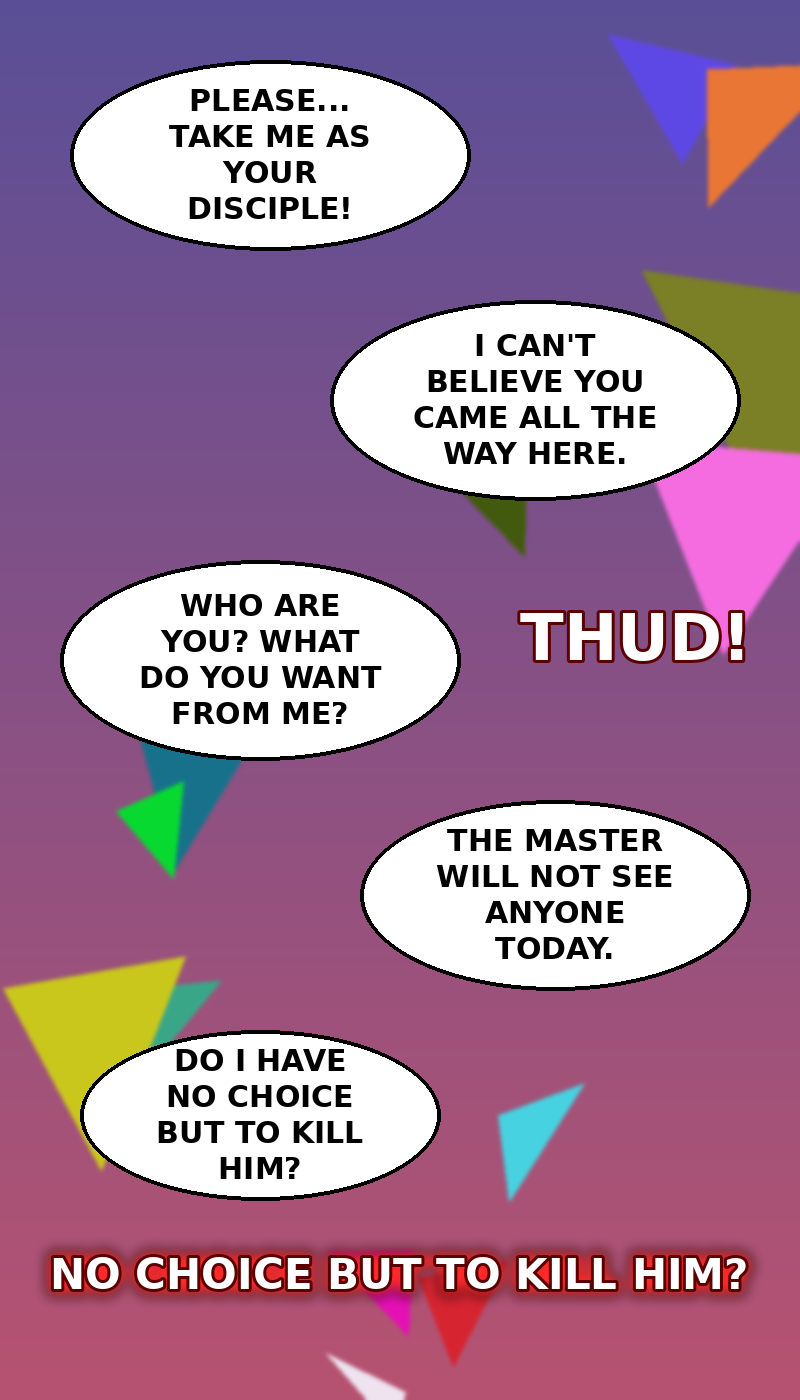 PLEASE...
TAKE ME AS
YOUR
DISCIPLE!
I CAN'T
BELIEVE YOU
CAME ALL THE
WAY HERE.
WHO ARE
YOU? WHAT
DO YOU WANT
FROM ME?
THUD!
THE MASTER
WILL NOT SEE
ANYONE
TODAY.
DO I HAVE
NO CHOICE
BUT TO KILL
HIM?
NO CHOICE BUT TO KILL HIM?